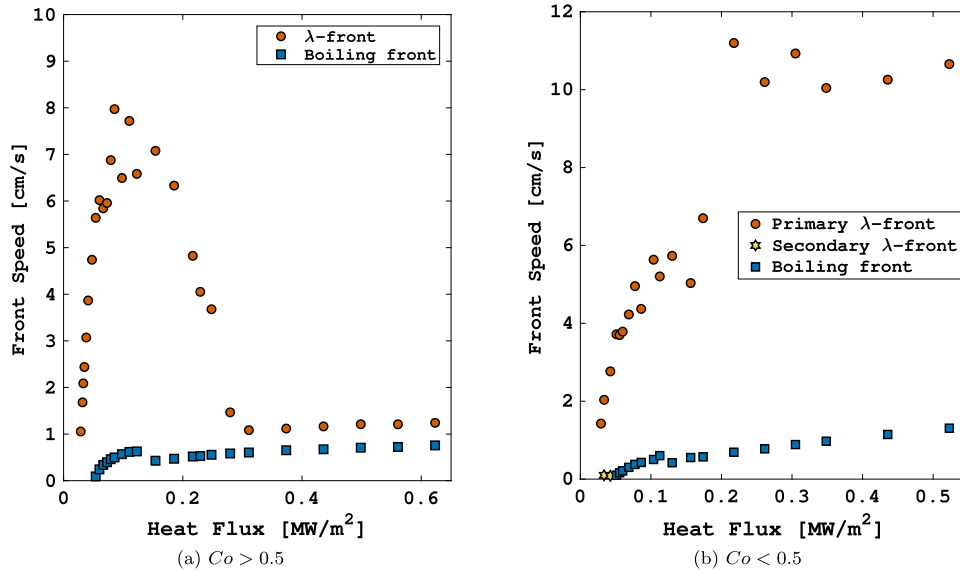 10
9
8
7
6
5
4
3
2
1
0
0
0.2
0.4
0.6
Front Speed [cm/s]
Heat Flux [MW/m²]
λ-front
Boiling front
(a) Co > 0.5
12
10
8
6
4
2
0
0
0.1
0.2
0.3
0.4
0.5
Front Speed [cm/s]
Heat Flux [MW/m²]
Primary λ-front
Secondary λ-front
Boiling front
(b) Co < 0.5